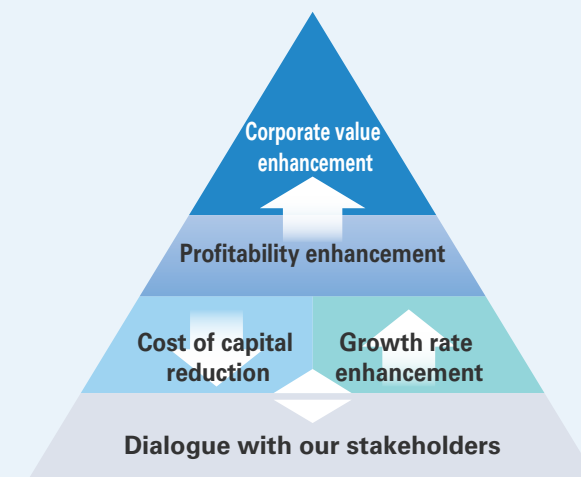 Corporate value
enhancement
Profitability enhancement
Cost of capital
reduction
Growth rate
enhancement
Dialogue with our stakeholders